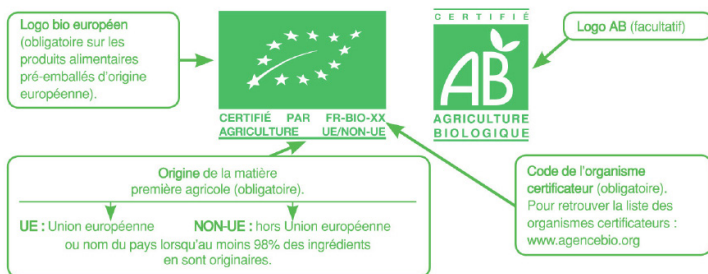 Logo bio européen
(obligatoire sur les
produits alimentaires
pré-emballés d'origine
européenne).
CERTIFIÉ PAR FR-BIO-XX
AGRICULTURE UE/NON-UE
CERTIFIÉ
AB
AGRICULTURE
BIOLOGIQUE
Logo AB (facultatif)
Origine de la matière
première agricole (obligatoire).
UE : Union européenne NON-UE : hors Union européenne
ou nom du pays lorsqu'au moins 98% des ingrédients
en sont originaires.
Code de l'organisme
certificateur (obligatoire).
Pour retrouver la liste des
organismes certificateurs :
www.agencebio.org